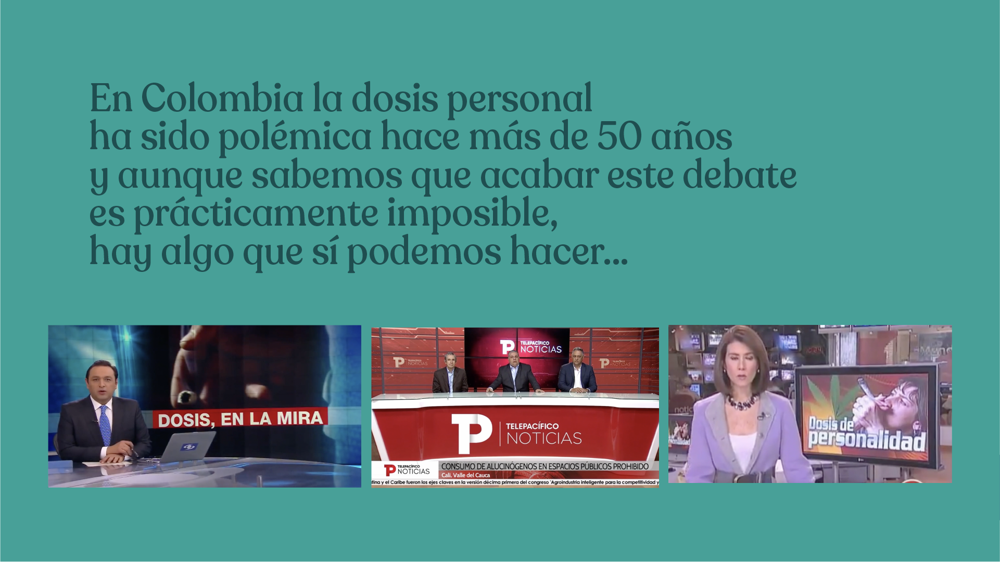 En Colombia la dosis personal
ha sido polémica hace más de 50 años
y aunque sabemos que acabar este debate
es prácticamente imposible,
hay algo que sí podemos hacer...
DOSIS, EN LA MIRA
TELEPACÍFICO
NOTICIAS
TELEPACÍFICO
NOTICIAS
TELEPACÍFICO
NOTICIAS
TELEPACÍFICO
NOTICIAS
TELEPACÍFICO
NOTICIAS
CONSUMO DE ALUCINÓGENOS EN ESPACIOS PÚBLICOS PROHIBIDO
Cali, Valle del Cauca
y el Caribe fueron los ejes claves en la versión décima primera del congreso 'Agroindustria inteligente para la competitividad y
Dosis de
personalidad